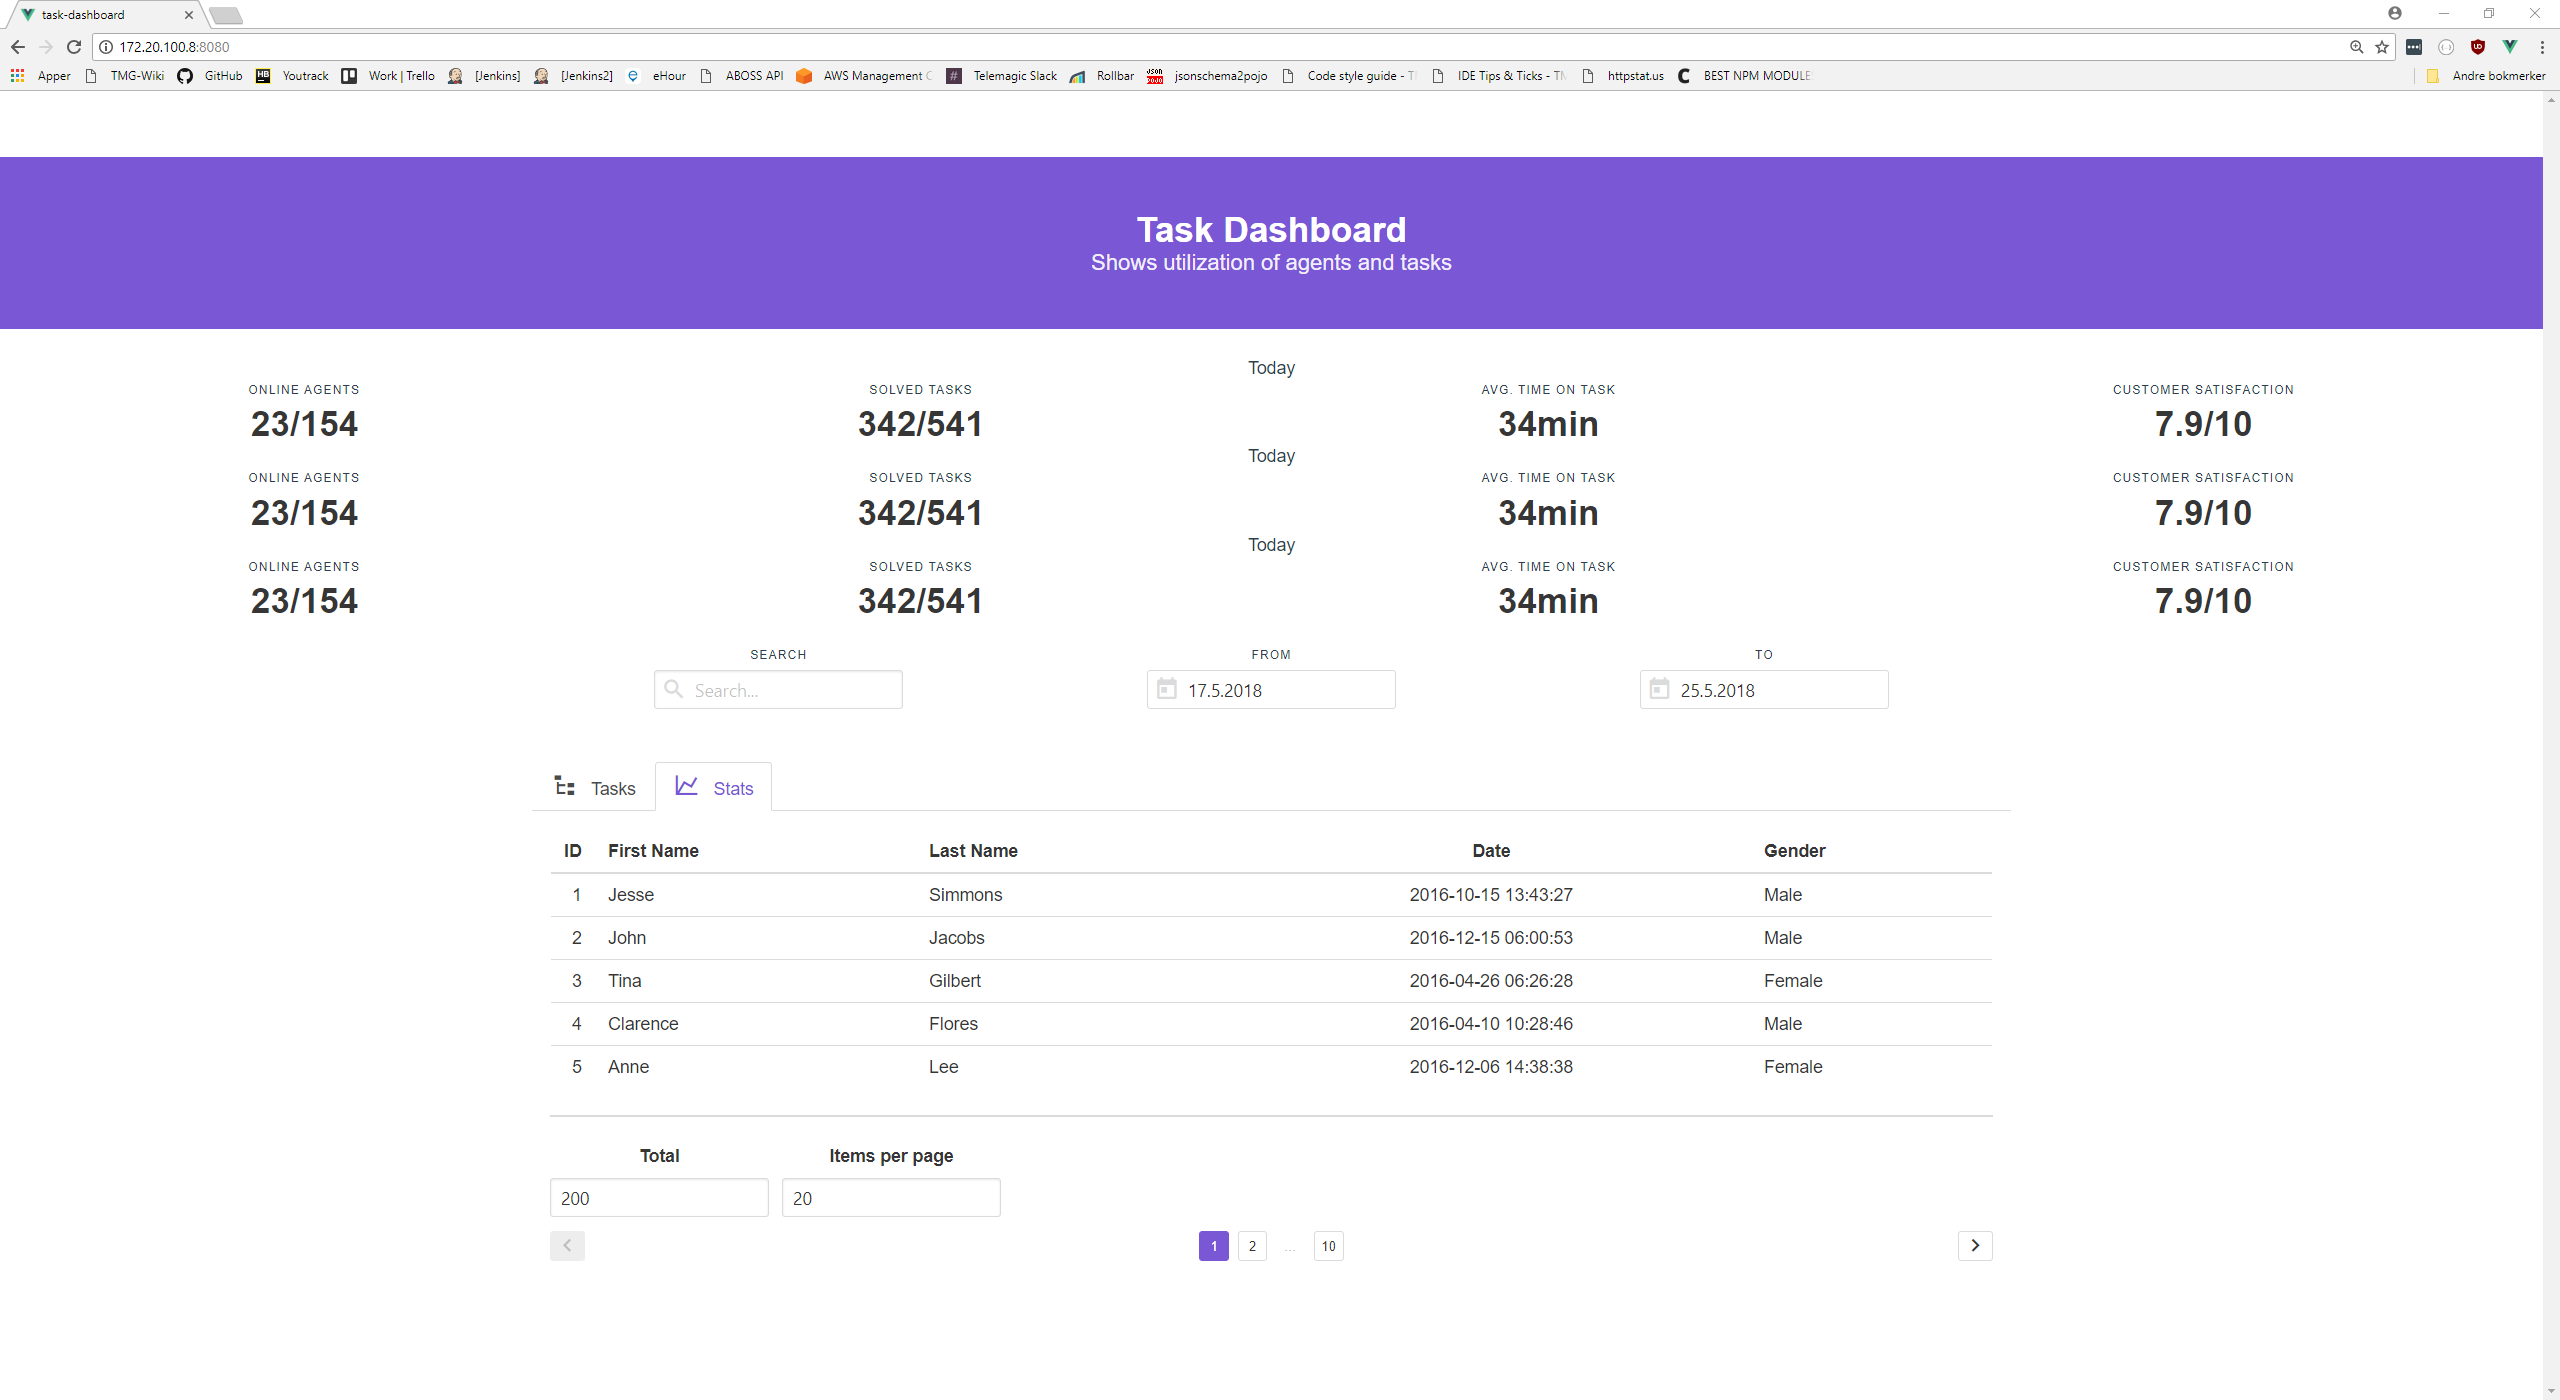 task-dashboard
172.20.100.8:8080
Apper TMG-Wiki GitHub Youtrack Work | Trello [Jenkins] [Jenkins2] eHour ABOSS API AWS Management Telemagic Slack Rollbar jsonschema2pojo Code style guide - IDE Tips & Ticks - httpstat.us BEST NPM MODULE Andre bokmerker
Task Dashboard
Shows utilization of agents and tasks
Today
ONLINE AGENTS SOLVED TASKS AVG. TIME ON TASK CUSTOMER SATISFACTION
23/154 342/541 34min 7.9/10
Today
ONLINE AGENTS SOLVED TASKS AVG. TIME ON TASK CUSTOMER SATISFACTION
23/154 342/541 34min 7.9/10
Today
ONLINE AGENTS SOLVED TASKS AVG. TIME ON TASK CUSTOMER SATISFACTION
23/154 342/541 34min 7.9/10
SEARCH FROM TO
Search... 17.5.2018 25.5.2018
Tasks Stats
ID First Name Last Name Date Gender
1 Jesse Simmons 2016-10-15 13:43:27 Male
2 John Jacobs 2016-12-15 06:00:53 Male
3 Tina Gilbert 2016-04-26 06:26:28 Female
4 Clarence Flores 2016-04-10 10:28:46 Male
5 Anne Lee 2016-12-06 14:38:38 Female
Total Items per page
200 20
1 2 ... 10